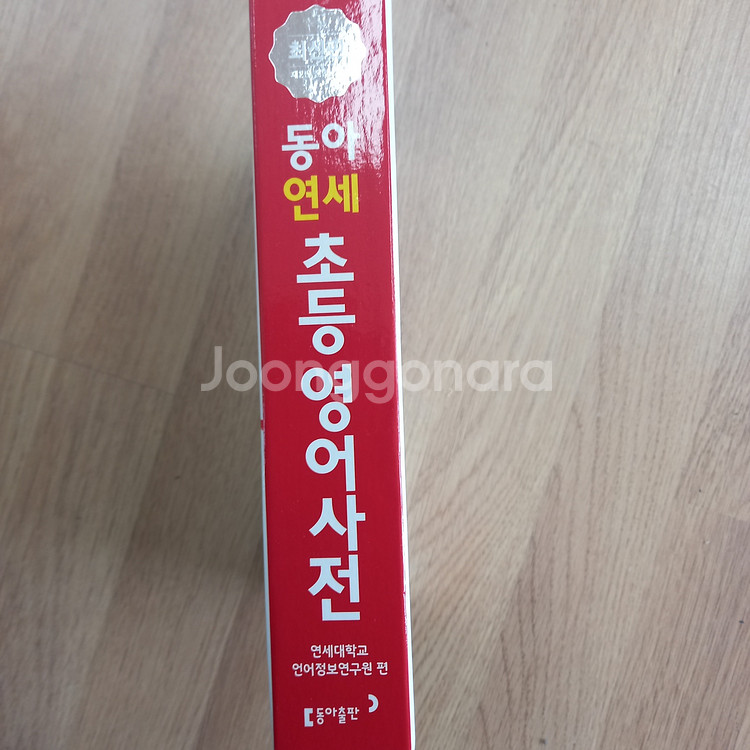 동아
연세
초등영어사전
연세대학교
언어정보연구원 편
동아출판
Joonggonara